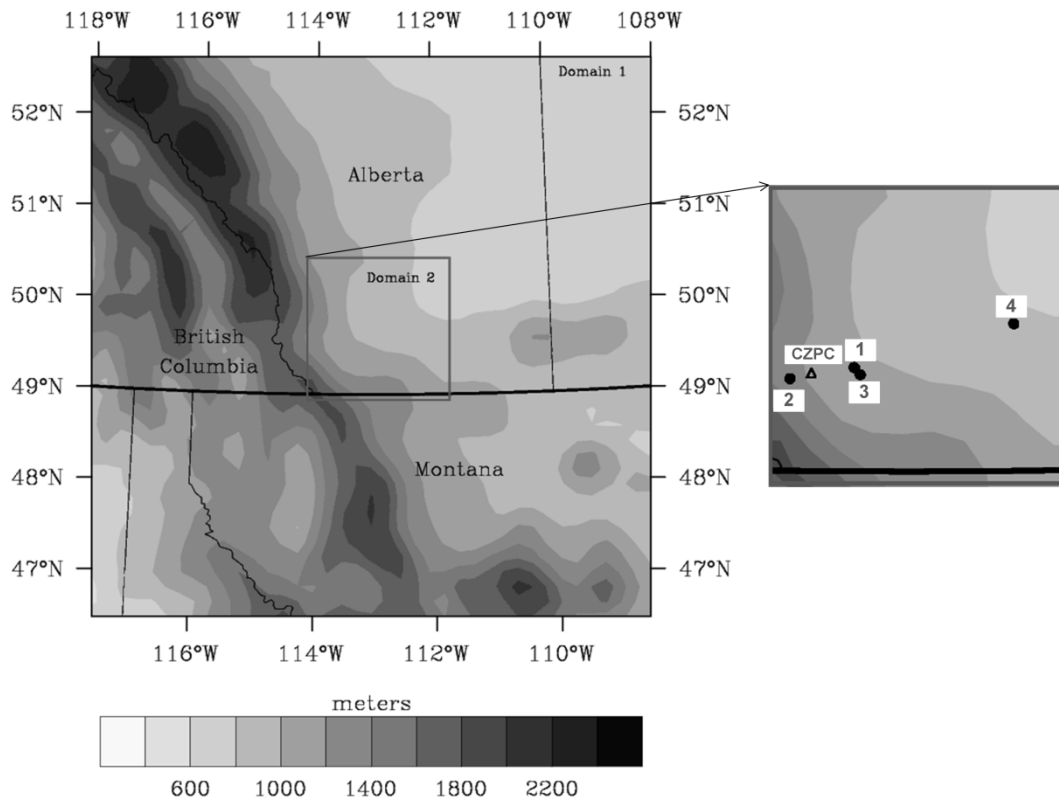 118°W 116°W 114°W 112°W 110°W 108°W
Domain 1
52°N 52°N
Alberta
51°N 51°N
Domain 2
50°N 50°N
British
Columbia
49°N 49°N
Montana
48°N 48°N
47°N 47°N
116°W 114°W 112°W 110°W
4
1
CZPC
2
3
meters
600 1000 1400 1800 2200